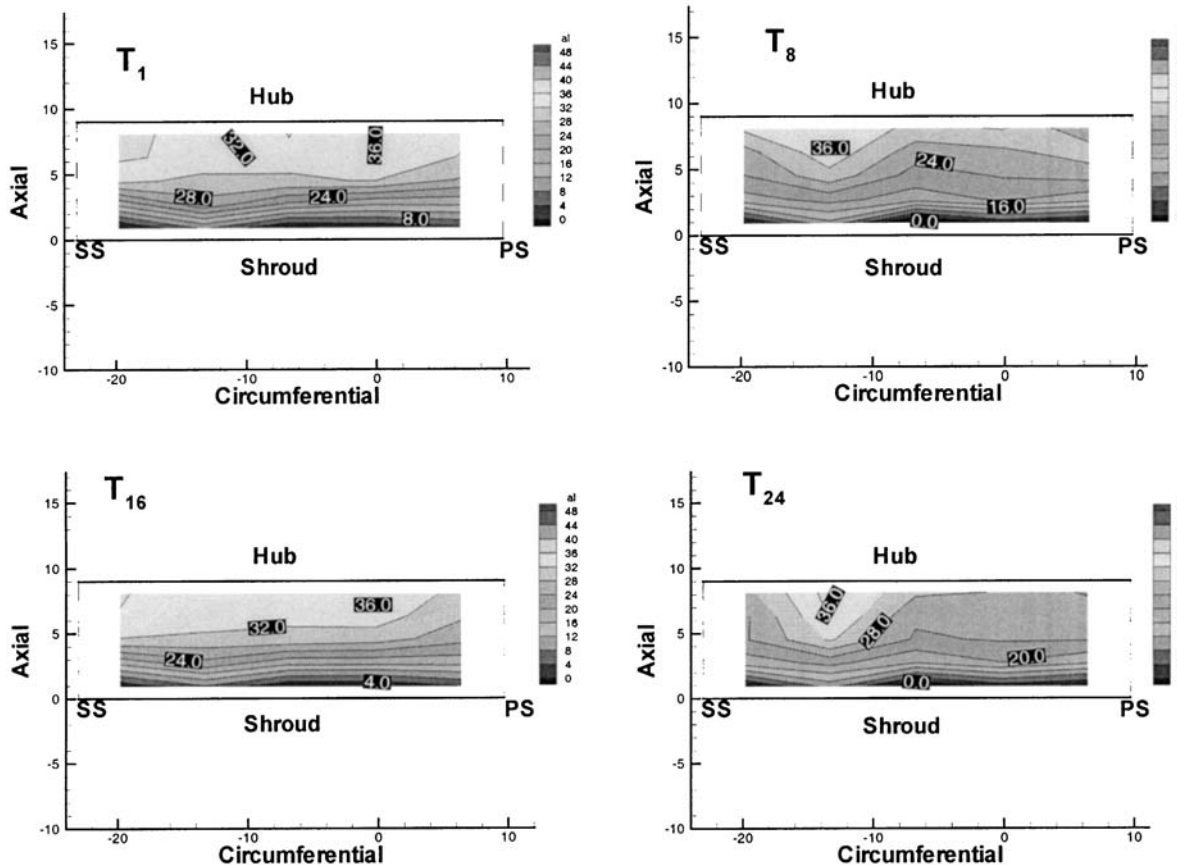 T1
Hub
Axial
15
10
5
0
-5
-10
32.0
36.0
28.0
24.0
8.0
SS
PS
Shroud
-20
-10
0
10
Circumferential
al
48
44
40
36
32
28
24
20
16
12
8
4
0
T8
Hub
Axial
15
10
5
0
-5
-10
36.0
24.0
16.0
0.0
SS
PS
Shroud
-20
-10
0
10
Circumferential
T16
Hub
Axial
15
10
5
0
-5
-10
36.0
32.0
24.0
4.0
SS
PS
Shroud
-20
-10
0
10
Circumferential
al
48
44
40
36
32
28
24
20
16
12
8
4
0
T24
Hub
Axial
15
10
5
0
-5
-10
36.0
28.0
20.0
0.0
SS
PS
Shroud
-20
-10
0
10
Circumferential